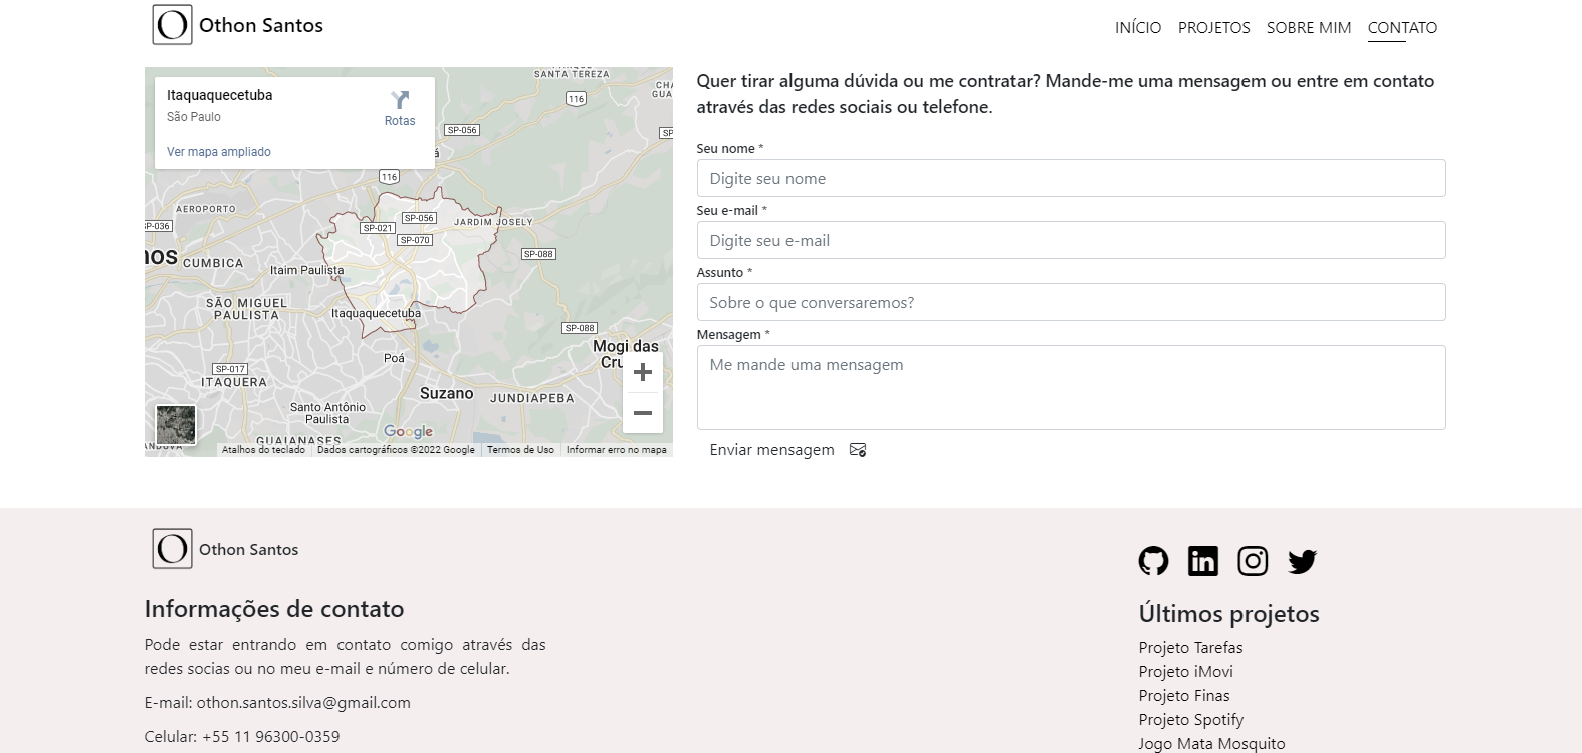 Othon Santos
INÍCIO PROJETOS SOBRE MIM CONTATO
Itaquaquecetuba
São Paulo
Rotas
Ver mapa ampliado
SANTA TEREZA
116
SP-056
116
AEROPORTO
SP-056
JARDIM JOSELY
SP-021
SP-070
SP-088
CUMBICA
Itaim Paulista
SÃO MIGUEL
PAULISTA
Itaquaquecetuba
SP-088
Mogi das
Poá
SP-017
ITAQUERA
Suzano
JUNDIAPEBA
Santo Antônio
Paulista
Google
GUAIANASES
Atalhos do teclado
Dados cartográficos ©2022 Google
Termos de Uso
Informar erro no mapa
Quer tirar alguma dúvida ou me contratar? Mande-me uma mensagem ou entre em contato
através das redes sociais ou telefone.
Seu nome *
Digite seu nome
Seu e-mail *
Digite seu e-mail
Assunto *
Sobre o que conversaremos?
Mensagem *
Me mande uma mensagem
Enviar mensagem
Othon Santos
Informações de contato
Pode estar entrando em contato comigo através das
redes socias ou no meu e-mail e número de celular.
E-mail: othon.santos.silva@gmail.com
Celular: +55 11 96300-0359
Últimos projetos
Projeto Tarefas
Projeto iMovi
Projeto Finas
Projeto Spotify
Jogo Mata Mosquito